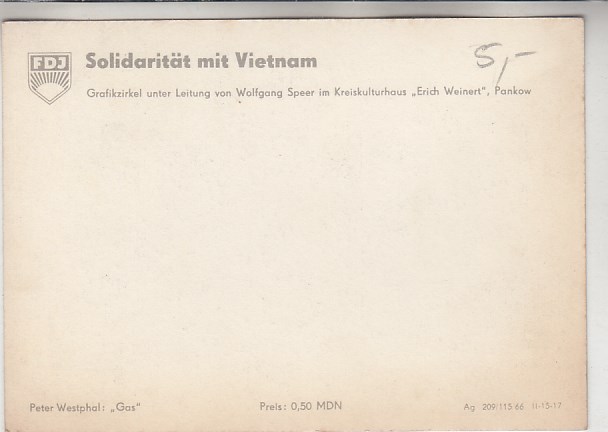 FDJ
Solidarität mit Vietnam
5,-
Grafikzirkel unter Leitung von Wolfgang Speer im Kreiskulturhaus „Erich Weinert“, Pankow
Peter Westphal: „Gas“
Preis: 0,50 MDN
Ag 209/115/66 II-15-17